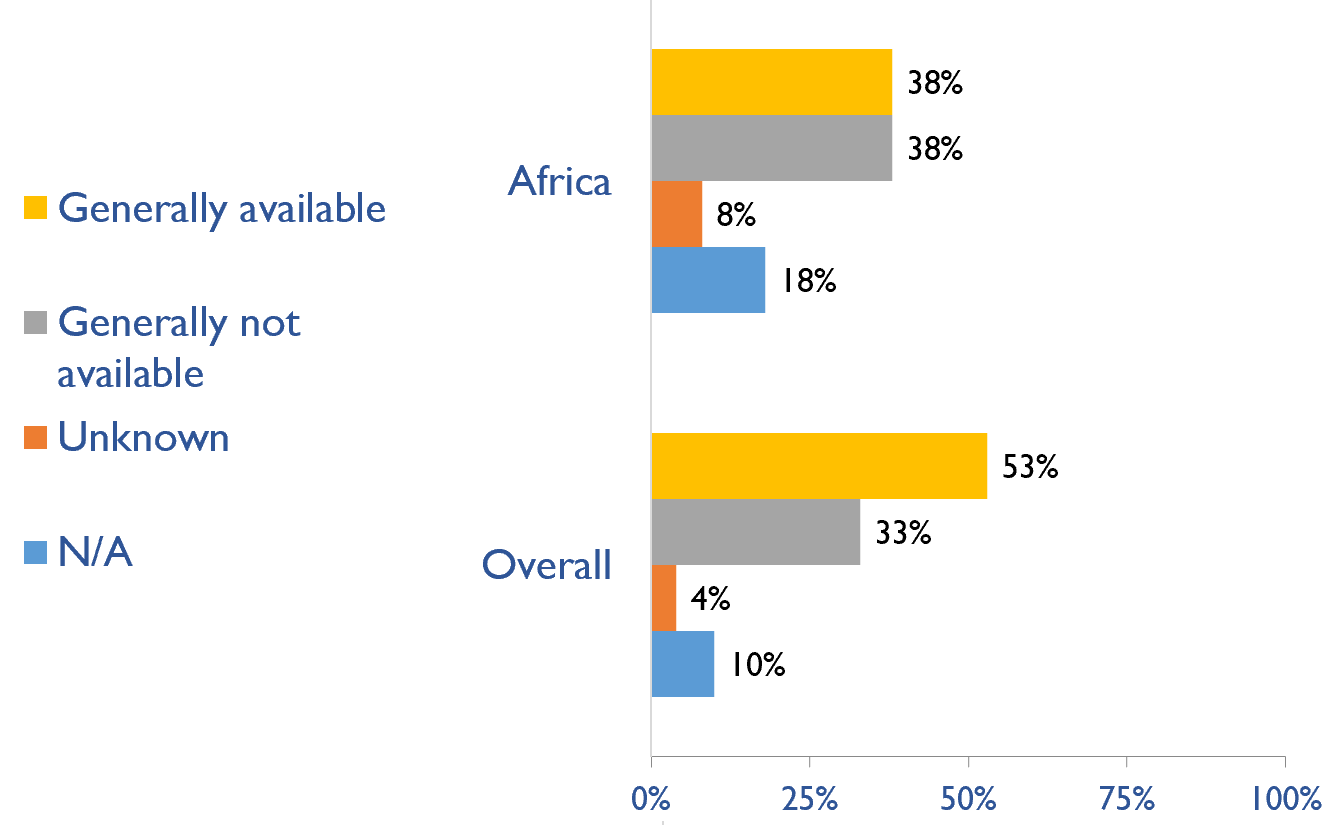 Generally available
Generally not
available
Unknown
N/A
Africa
38%
38%
8%
18%
Overall
53%
33%
4%
10%
0% 25% 50% 75% 100%